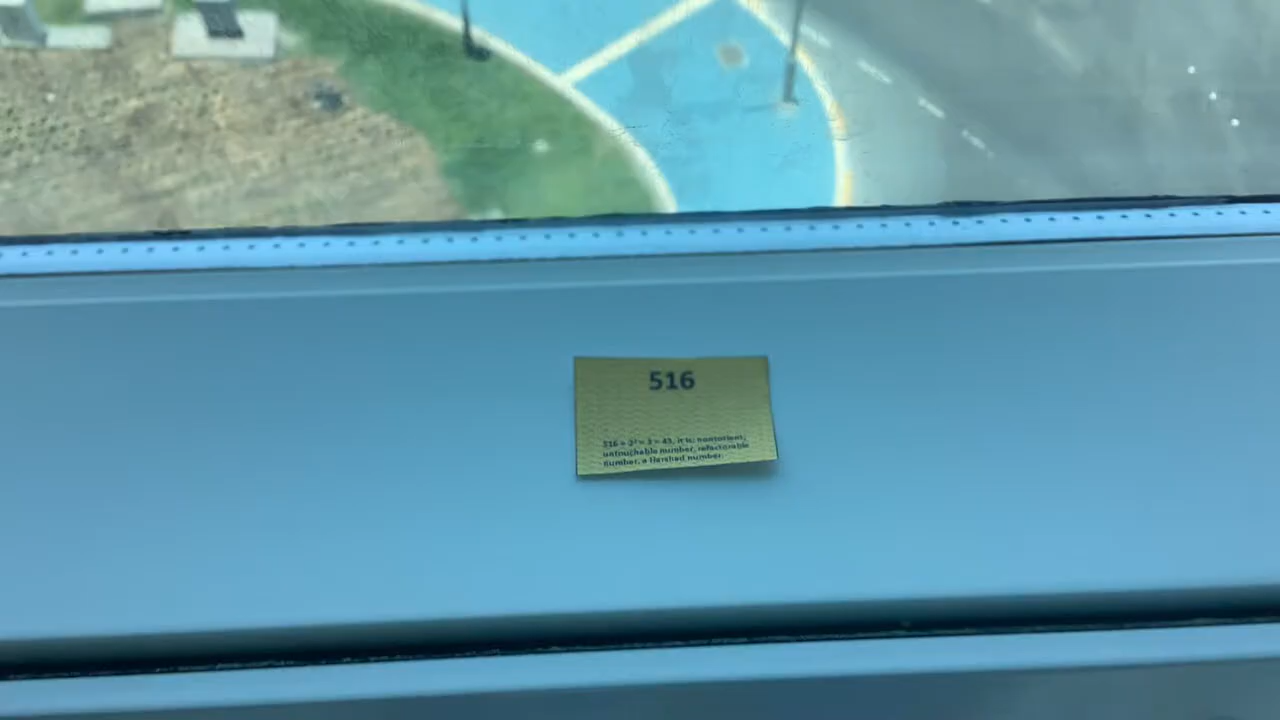 516
516 = 2² × 3 × 43, it is: nontotient,
untouchable number, refactorable
number, a Harshad number.